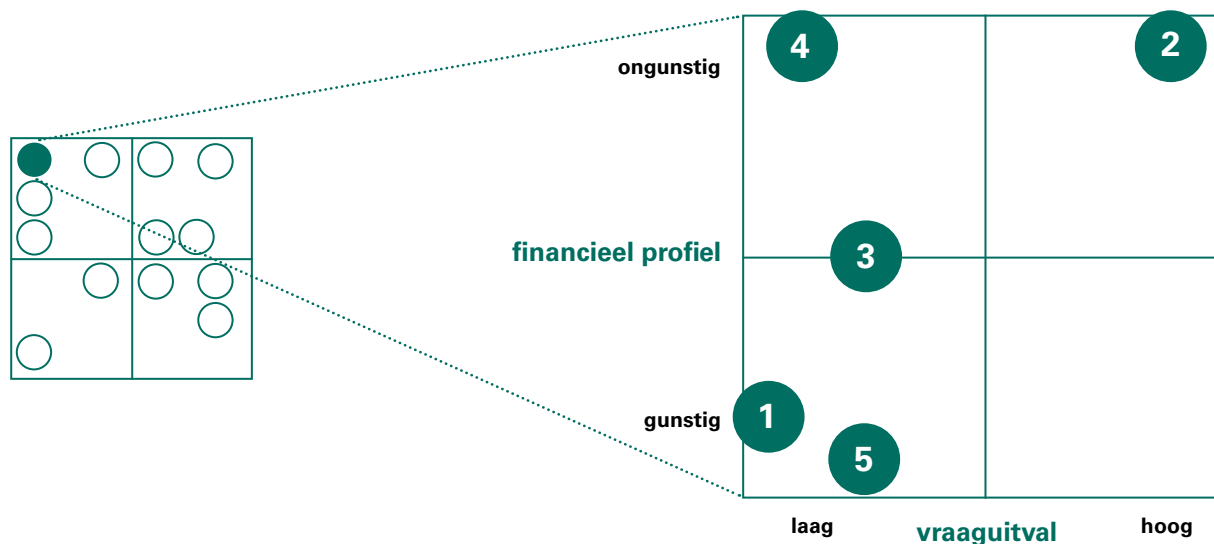 4
2
ongunstig
financieel profiel
3
gunstig
1
5
laag
vraaguitval
hoog